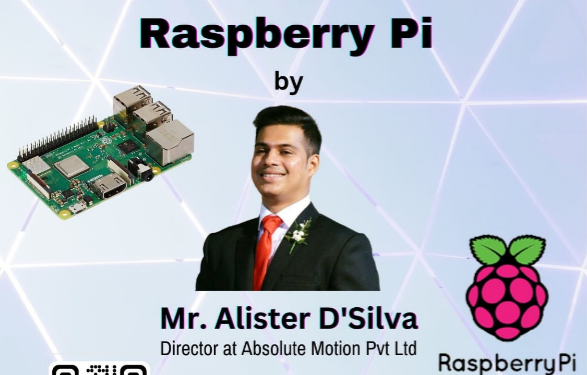 Raspberry Pi
by
Mr. Alister D'Silva
Director at Absolute Motion Pvt Ltd
RaspberryPi